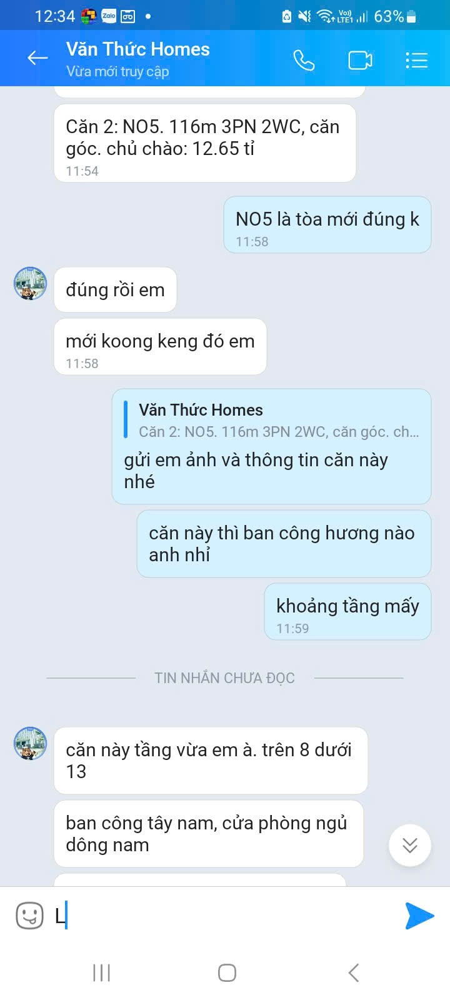 12:34
Zalo
Vo))
LTE1
63%
Văn Thức Homes
Vừa mới truy cập
Căn 2: NO5. 116m 3PN 2WC, căn
góc. chủ chào: 12.65 tỉ
11:54
NO5 là tòa mới đúng k
11:58
đúng rồi em
mới koong keng đó em
11:58
Văn Thức Homes
Căn 2: NO5. 116m 3PN 2WC, căn góc. ch...
gửi em ảnh và thông tin căn này
nhé
căn này thì ban công hương nào
anh nhỉ
khoảng tầng mấy
11:59
TIN NHẮN CHƯA ĐỌC
căn này tầng vừa em à. trên 8 dưới
13
ban công tây nam, cửa phòng ngủ
dông nam
L